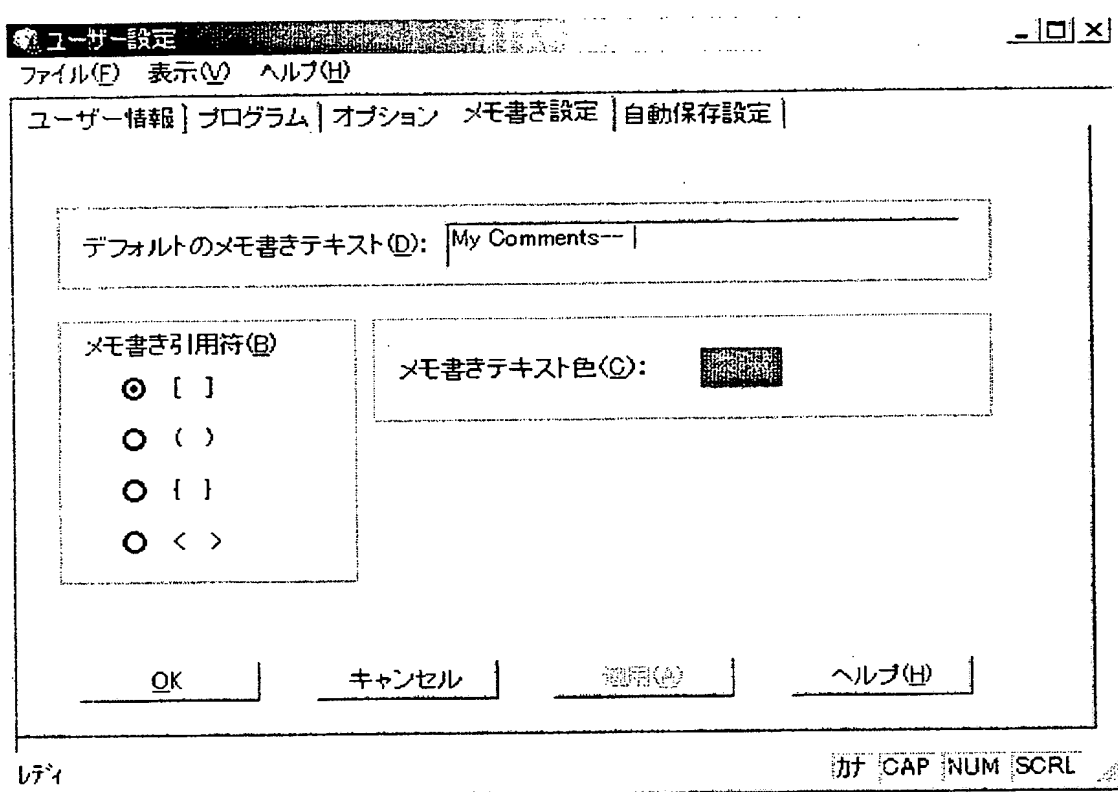 ユーザー設定
ファイル(F) 表示(V) ヘルプ(H)
ユーザー情報 プログラム オプション メモ書き設定 自動保存設定
デフォルトのメモ書きテキスト(D): My Comments--
メモ書き引用符(B)
メモ書きテキスト色(C):
[ ]
( )
{ }
< >
OK キャンセル 適用(A) ヘルプ(H)
レディ カナ CAP NUM SCRL